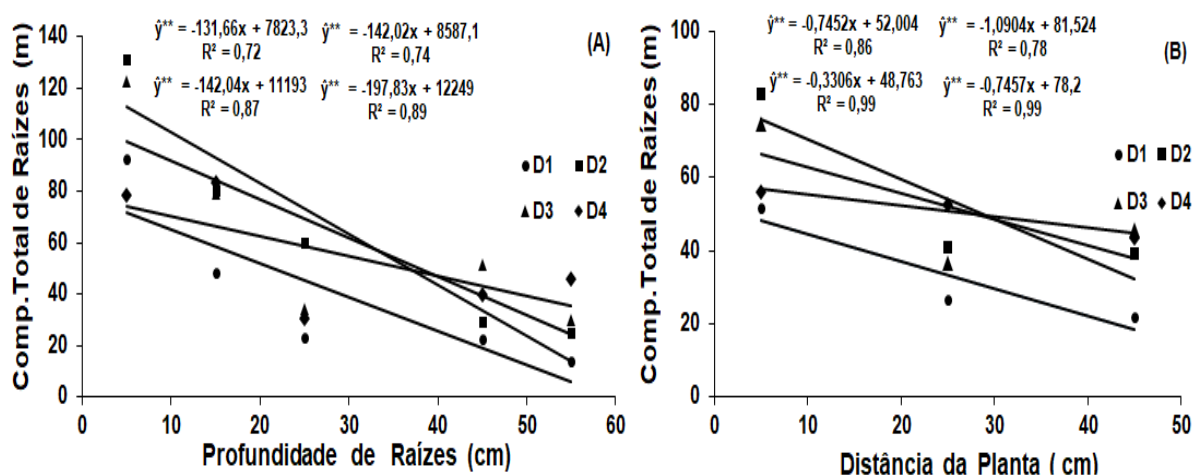 ŷ** = -131,66x + 7823,3
R² = 0,72
ŷ** = -142,02x + 8587,1
R² = 0,74
(A)
ŷ** = -142,04x + 11193
R² = 0,87
ŷ** = -197,83x + 12249
R² = 0,89
Comp.Total de Raízes (m)
140
120
100
80
60
40
20
0
D1 D2
D3 D4
0 10 20 30 40 50 60
Profundidade de Raízes (cm)
ŷ** = -0,7452x + 52,004
R² = 0,86
ŷ** = -1,0904x + 81,524
R² = 0,78
(B)
ŷ** = -0,3306x + 48,763
R² = 0,99
ŷ** = -0,7457x + 78,2
R² = 0,99
Comp.Total de Raízes (m)
100
80
60
40
20
0
D1 D2
D3 D4
0 10 20 30 40 50
Distância da Planta ( cm)